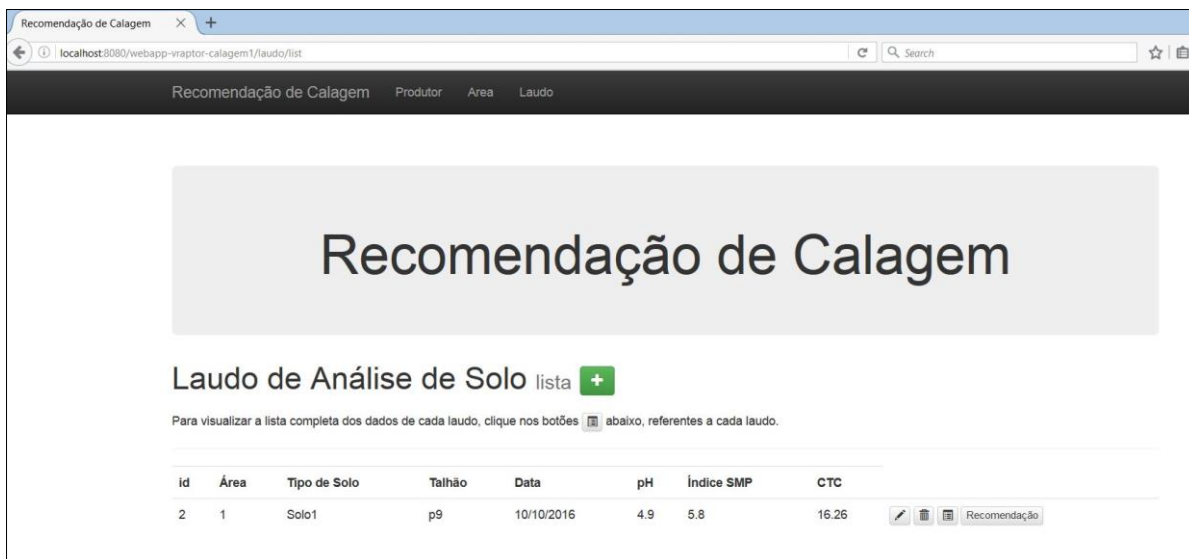 Recomendação de Calagem
localhost:8080/webapp-vraptor-calagem1/laudo/list
Search
Recomendação de Calagem Produtor Area Laudo
Recomendação de Calagem
Laudo de Análise de Solo lista +
Para visualizar a lista completa dos dados de cada laudo, clique nos botões abaixo, referentes a cada laudo.
id Área Tipo de Solo Talhão Data pH Índice SMP CTC
2 1 Solo1 p9 10/10/2016 4.9 5.8 16.26 Recomendação